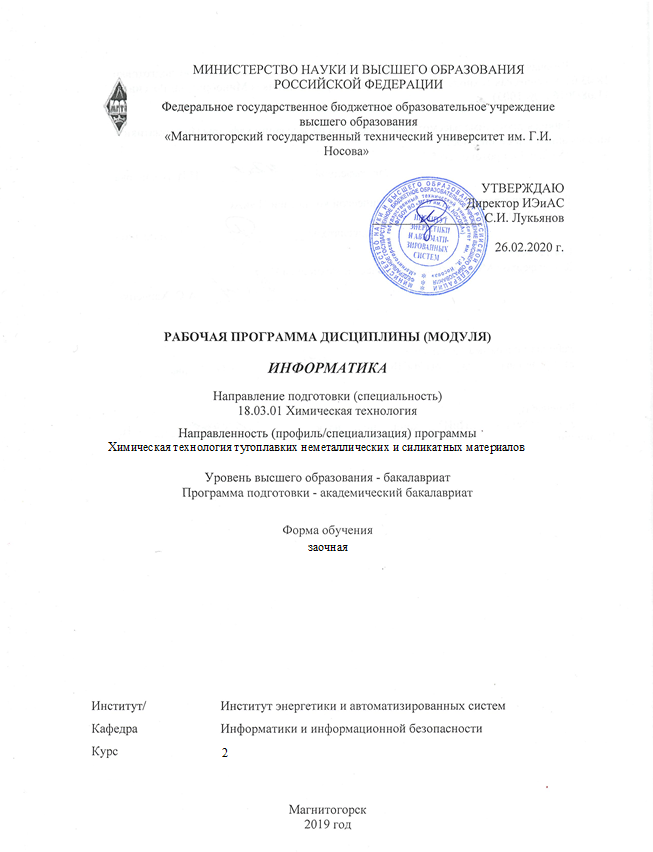 МИНИСТЕРСТВО НАУКИ И ВЫСШЕГО ОБРАЗОВАНИЯ
РОССИЙСКОЙ ФЕДЕРАЦИИ
Федеральное государственное бюджетное образовательное учреждение
высшего образования
«Магнитогорский государственный технический университет им. Г.И.
Носова»
УТВЕРЖДАЮ
Директор ИЭиАС
С.И. Лукьянов
ИНСТИТУТ
ЭНЕРГЕТИКИ
И АВТОМАТИ-
ЗИРОВАННЫХ
СИСТЕМ
26.02.2020 г.
РАБОЧАЯ ПРОГРАММА ДИСЦИПЛИНЫ (МОДУЛЯ)
ИНФОРМАТИКА
Направление подготовки (специальность)
18.03.01 Химическая технология
Направленность (профиль/специализация) программы
Химическая технология тугоплавких неметаллических и силикатных материалов
Уровень высшего образования - бакалавриат
Программа подготовки - академический бакалавриат
Форма обучения
заочная
Институт/ Институт энергетики и автоматизированных систем
Кафедра Информатики и информационной безопасности
Курс 2
Магнитогорск
2019 год